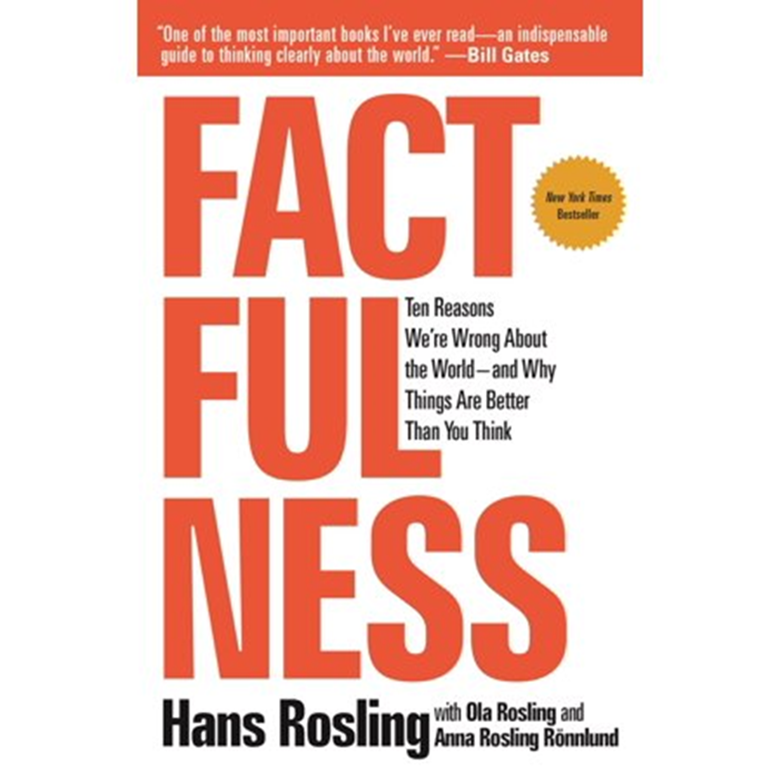 “One of the most important books I’ve ever read—an indispensable
guide to thinking clearly about the world.” —Bill Gates
FACT
New York Times
Bestseller
FUL
Ten Reasons
We’re Wrong About
the World—and Why
Things Are Better
Than You Think
NESS
Hans Rosling
with Ola Rosling and
Anna Rosling Rönnlund